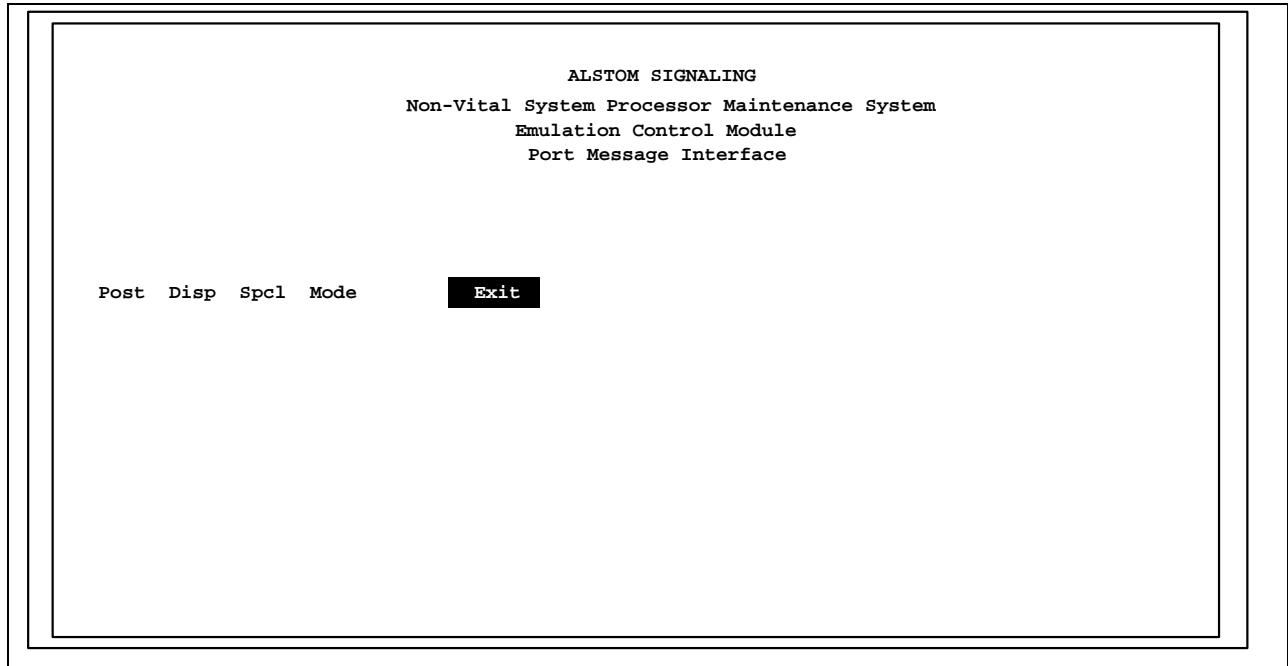 ALSTOM SIGNALING
Non-Vital System Processor Maintenance System
Emulation Control Module
Port Message Interface
Post Disp Spcl Mode Exit